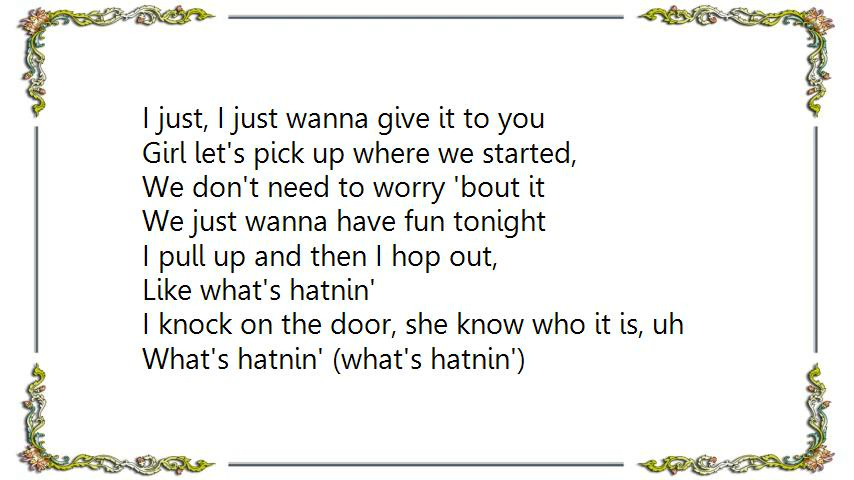 I just, I just wanna give it to you
Girl let's pick up where we started,
We don't need to worry 'bout it
We just wanna have fun tonight
I pull up and then I hop out,
Like what's hatnin'
I knock on the door, she know who it is, uh
What's hatnin' (what's hatnin')